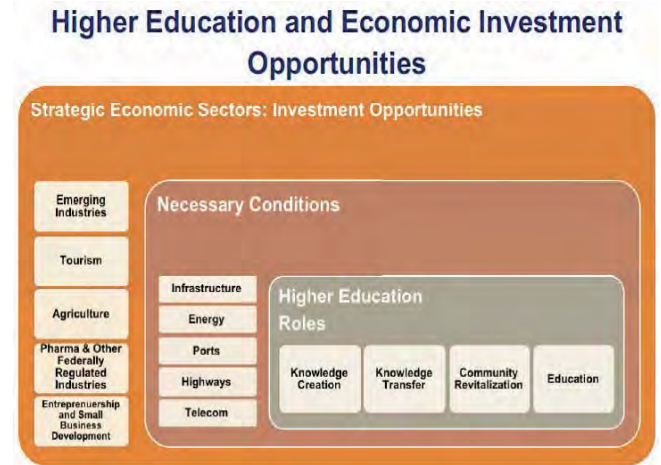 Higher Education and Economic Investment
Opportunities
Strategic Economic Sectors: Investment Opportunities
Emerging
Industries
Tourism
Agriculture
Pharma & Other
Federally
Regulated
Industries
Entreprenuership
and Small
Business
Development
Necessary Conditions
Infrastructure
Energy
Ports
Highways
Telecom
Higher Education
Roles
Knowledge
Creation
Knowledge
Transfer
Community
Revitalization
Education